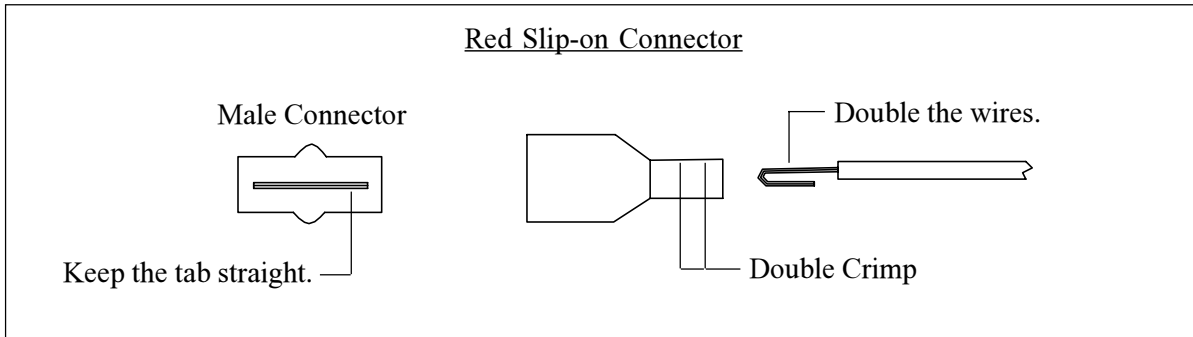 Red Slip-on Connector
Male Connector
Double the wires.
Keep the tab straight.
Double Crimp